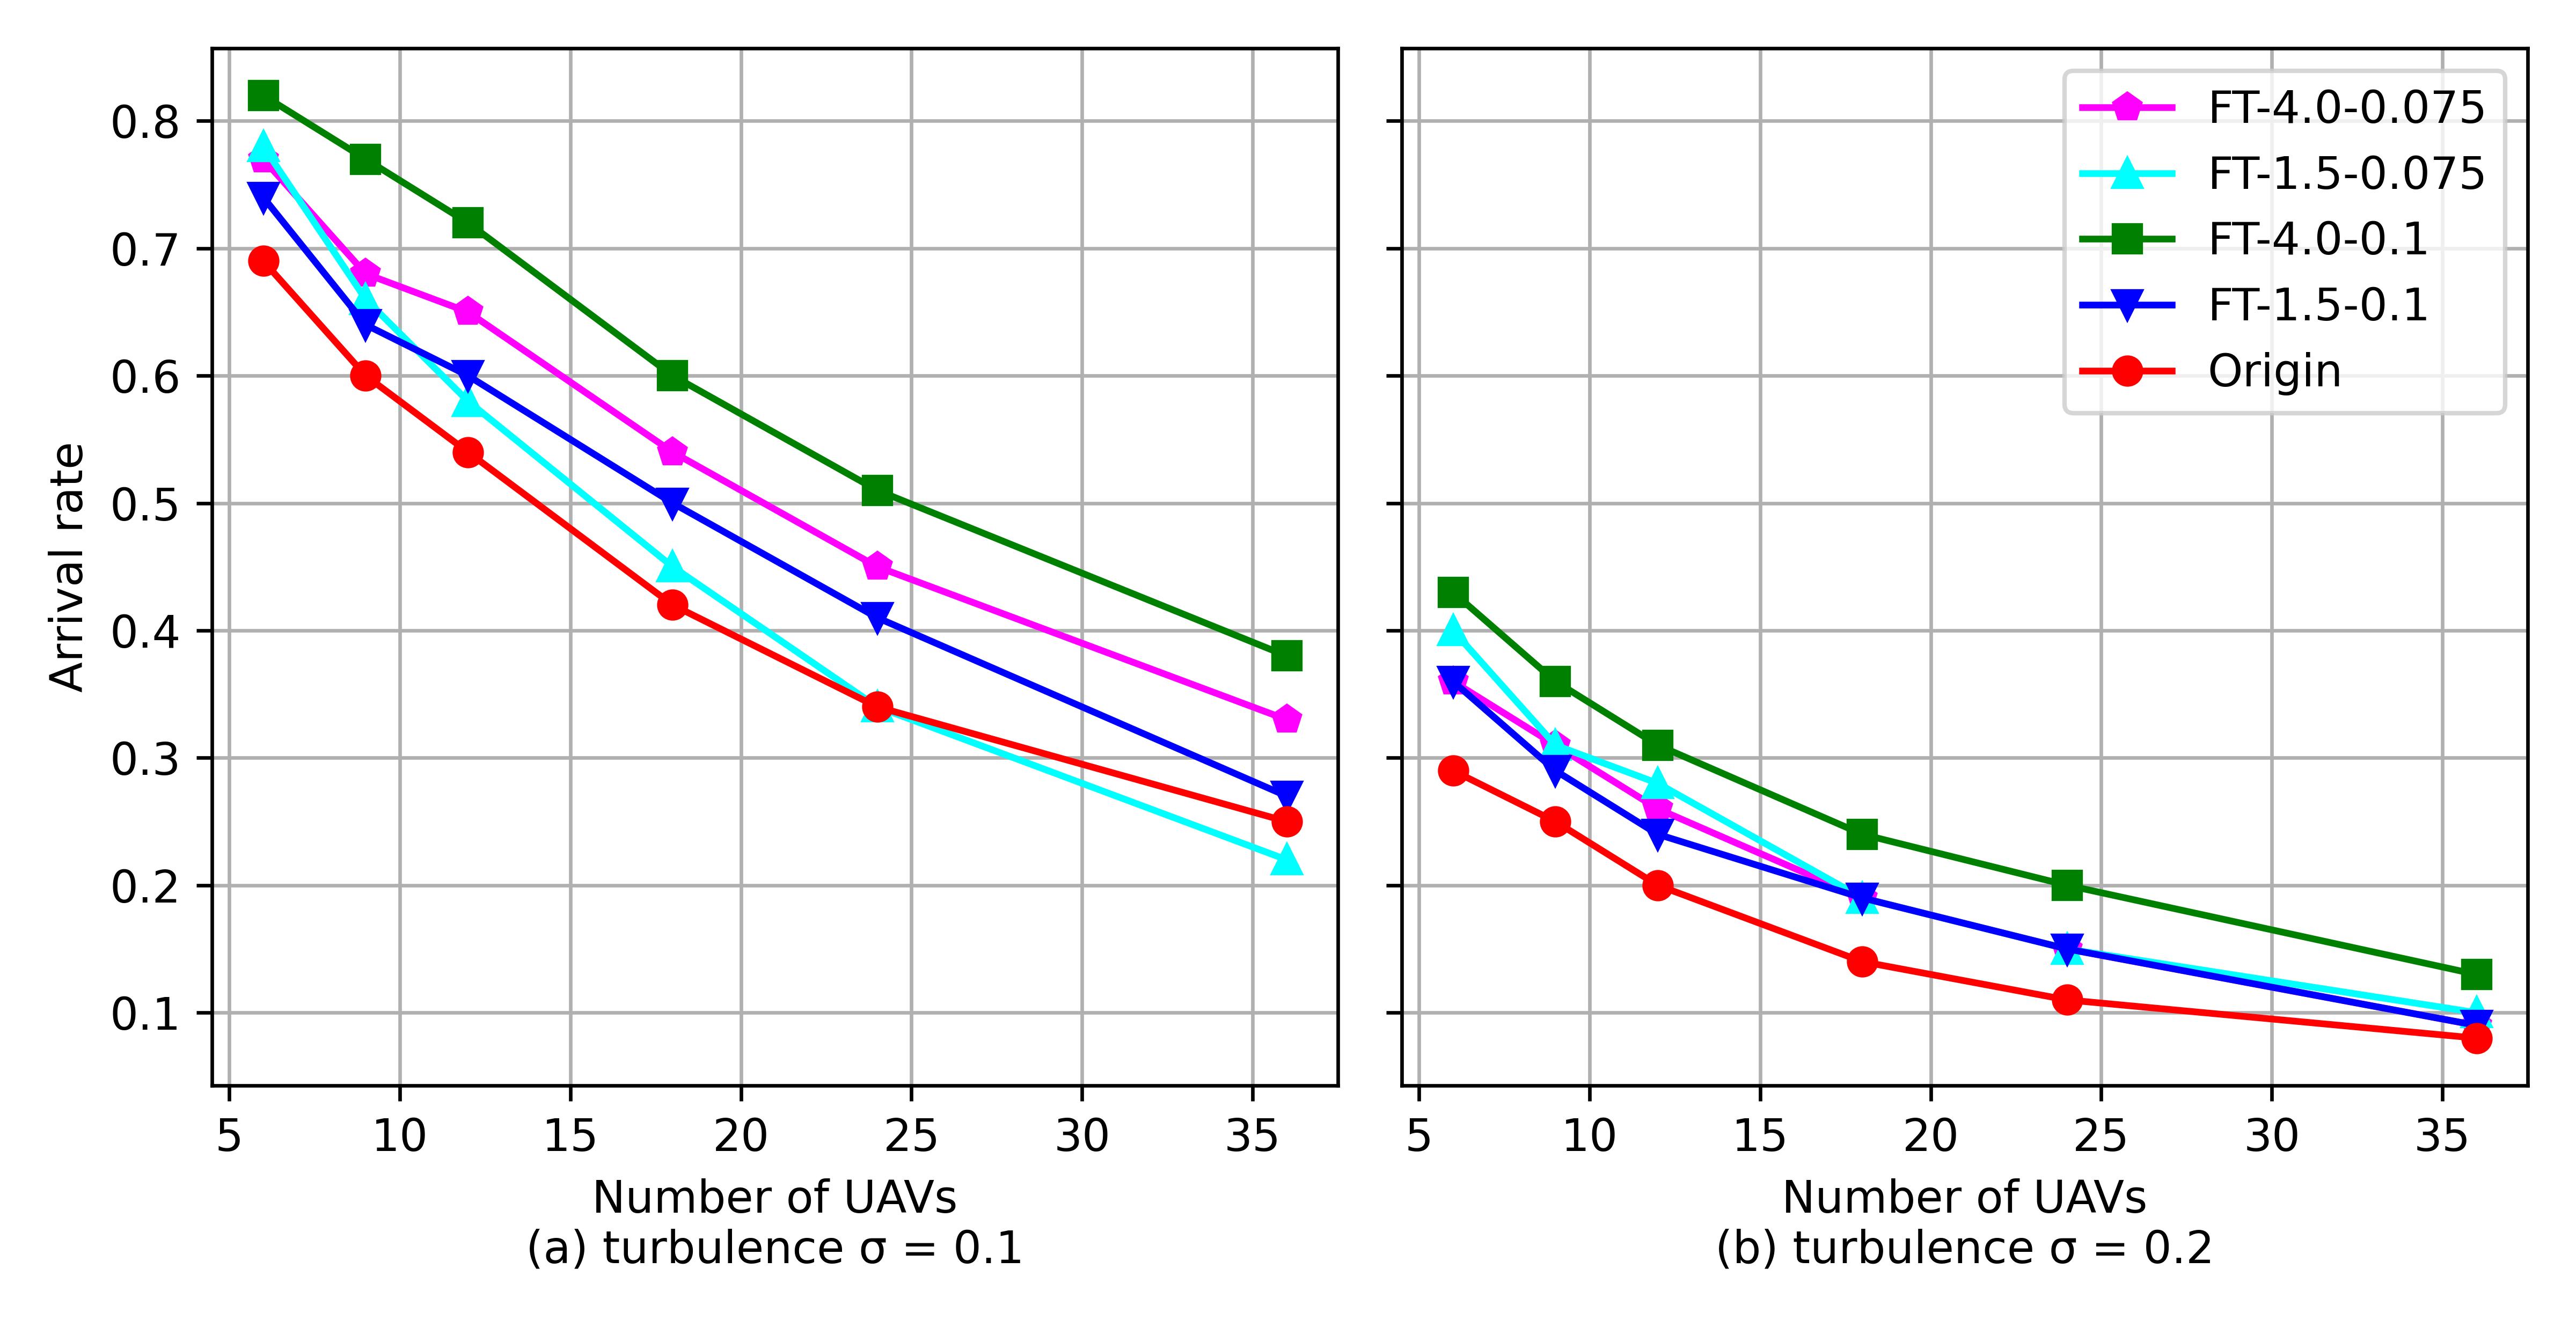 Arrival rate
0.8
0.7
0.6
0.5
0.4
0.3
0.2
0.1
5 10 15 20 25 30 35
Number of UAVs
(a) turbulence σ = 0.1
FT-4.0-0.075
FT-1.5-0.075
FT-4.0-0.1
FT-1.5-0.1
Origin
5 10 15 20 25 30 35
Number of UAVs
(b) turbulence σ = 0.2